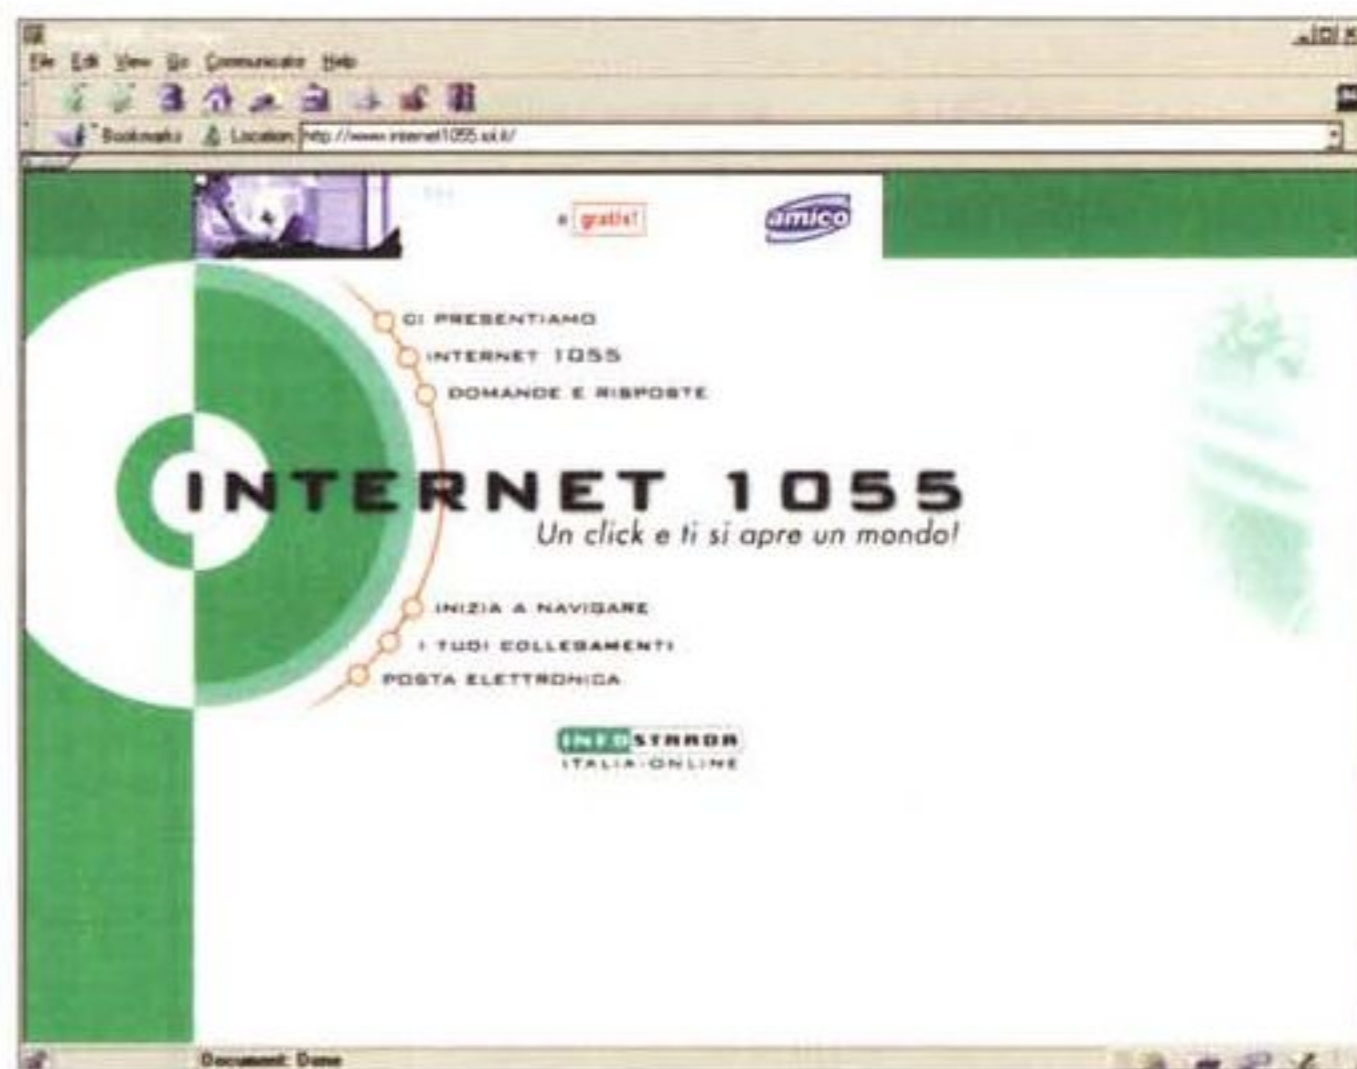 File Edit View Go Communicator Help
Bookmarks Location: http://www.internet1055.iol.it/
e gratis!
amico
CI PRESENTIAMO
INTERNET 1055
DOMANDE E RISPOSTE
INTERNET 1055
Un click e ti si apre un mondo!
INIZIA A NAVIGARE
I TUOI COLLEGAMENTI
POSTA ELETTRONICA
INFOSTRADA
ITALIA-ONLINE
Document: Done